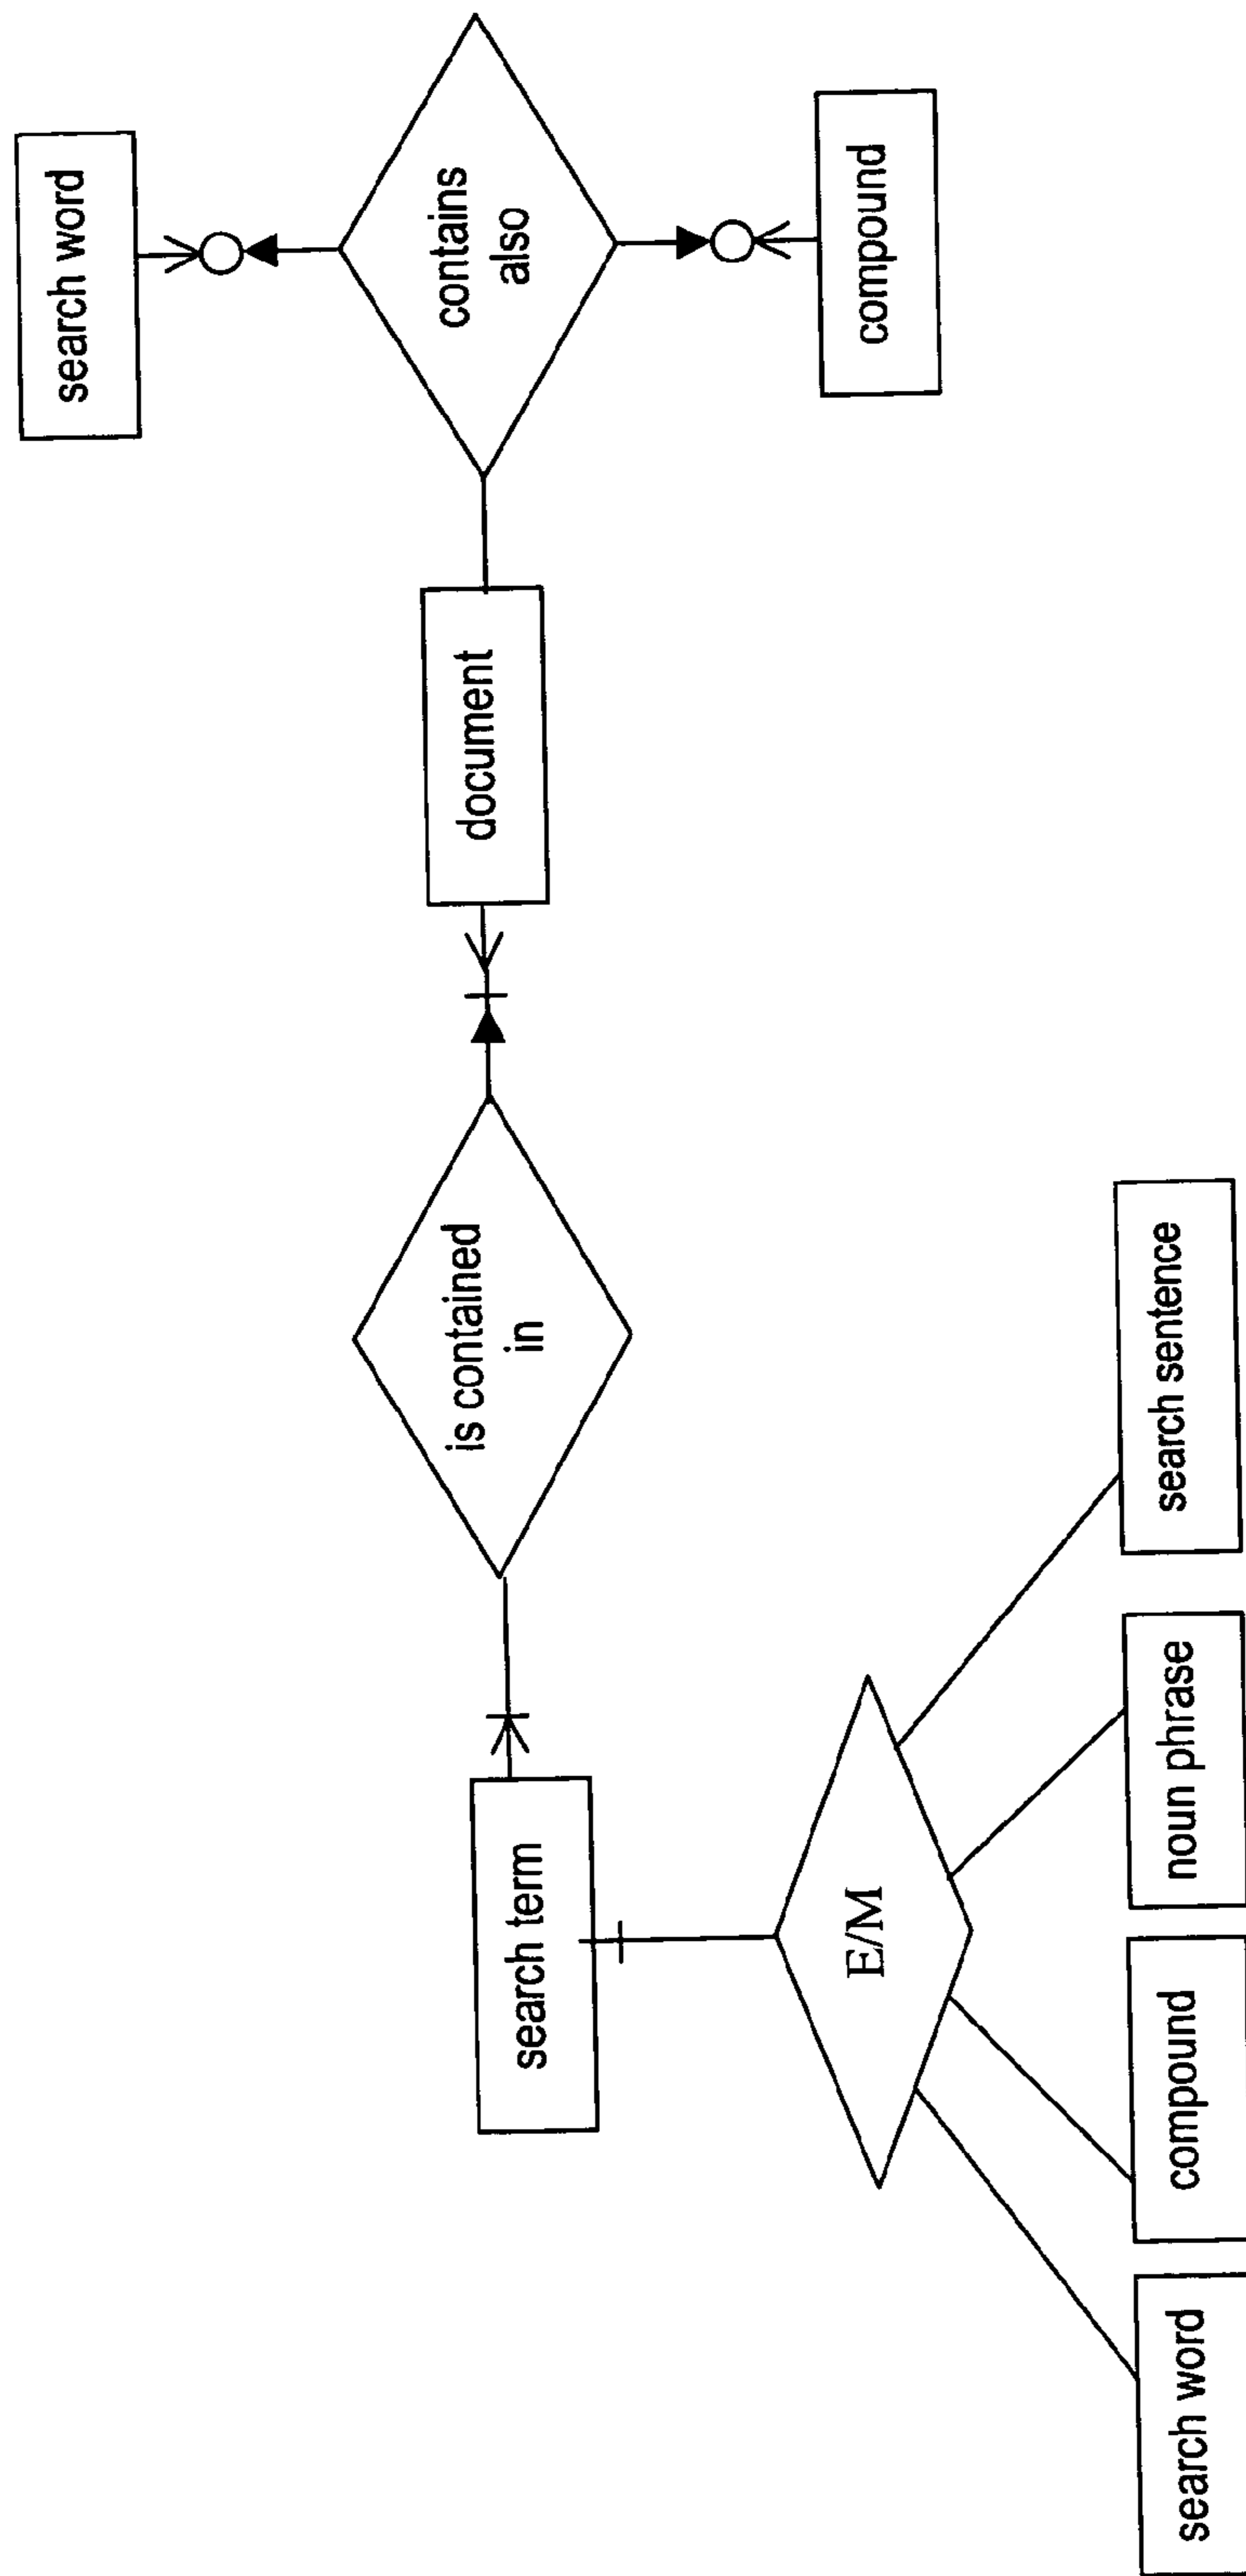 search word
contains
also
compound
document
is contained
in
search term
E/M
search word
compound
noun phrase
search sentence